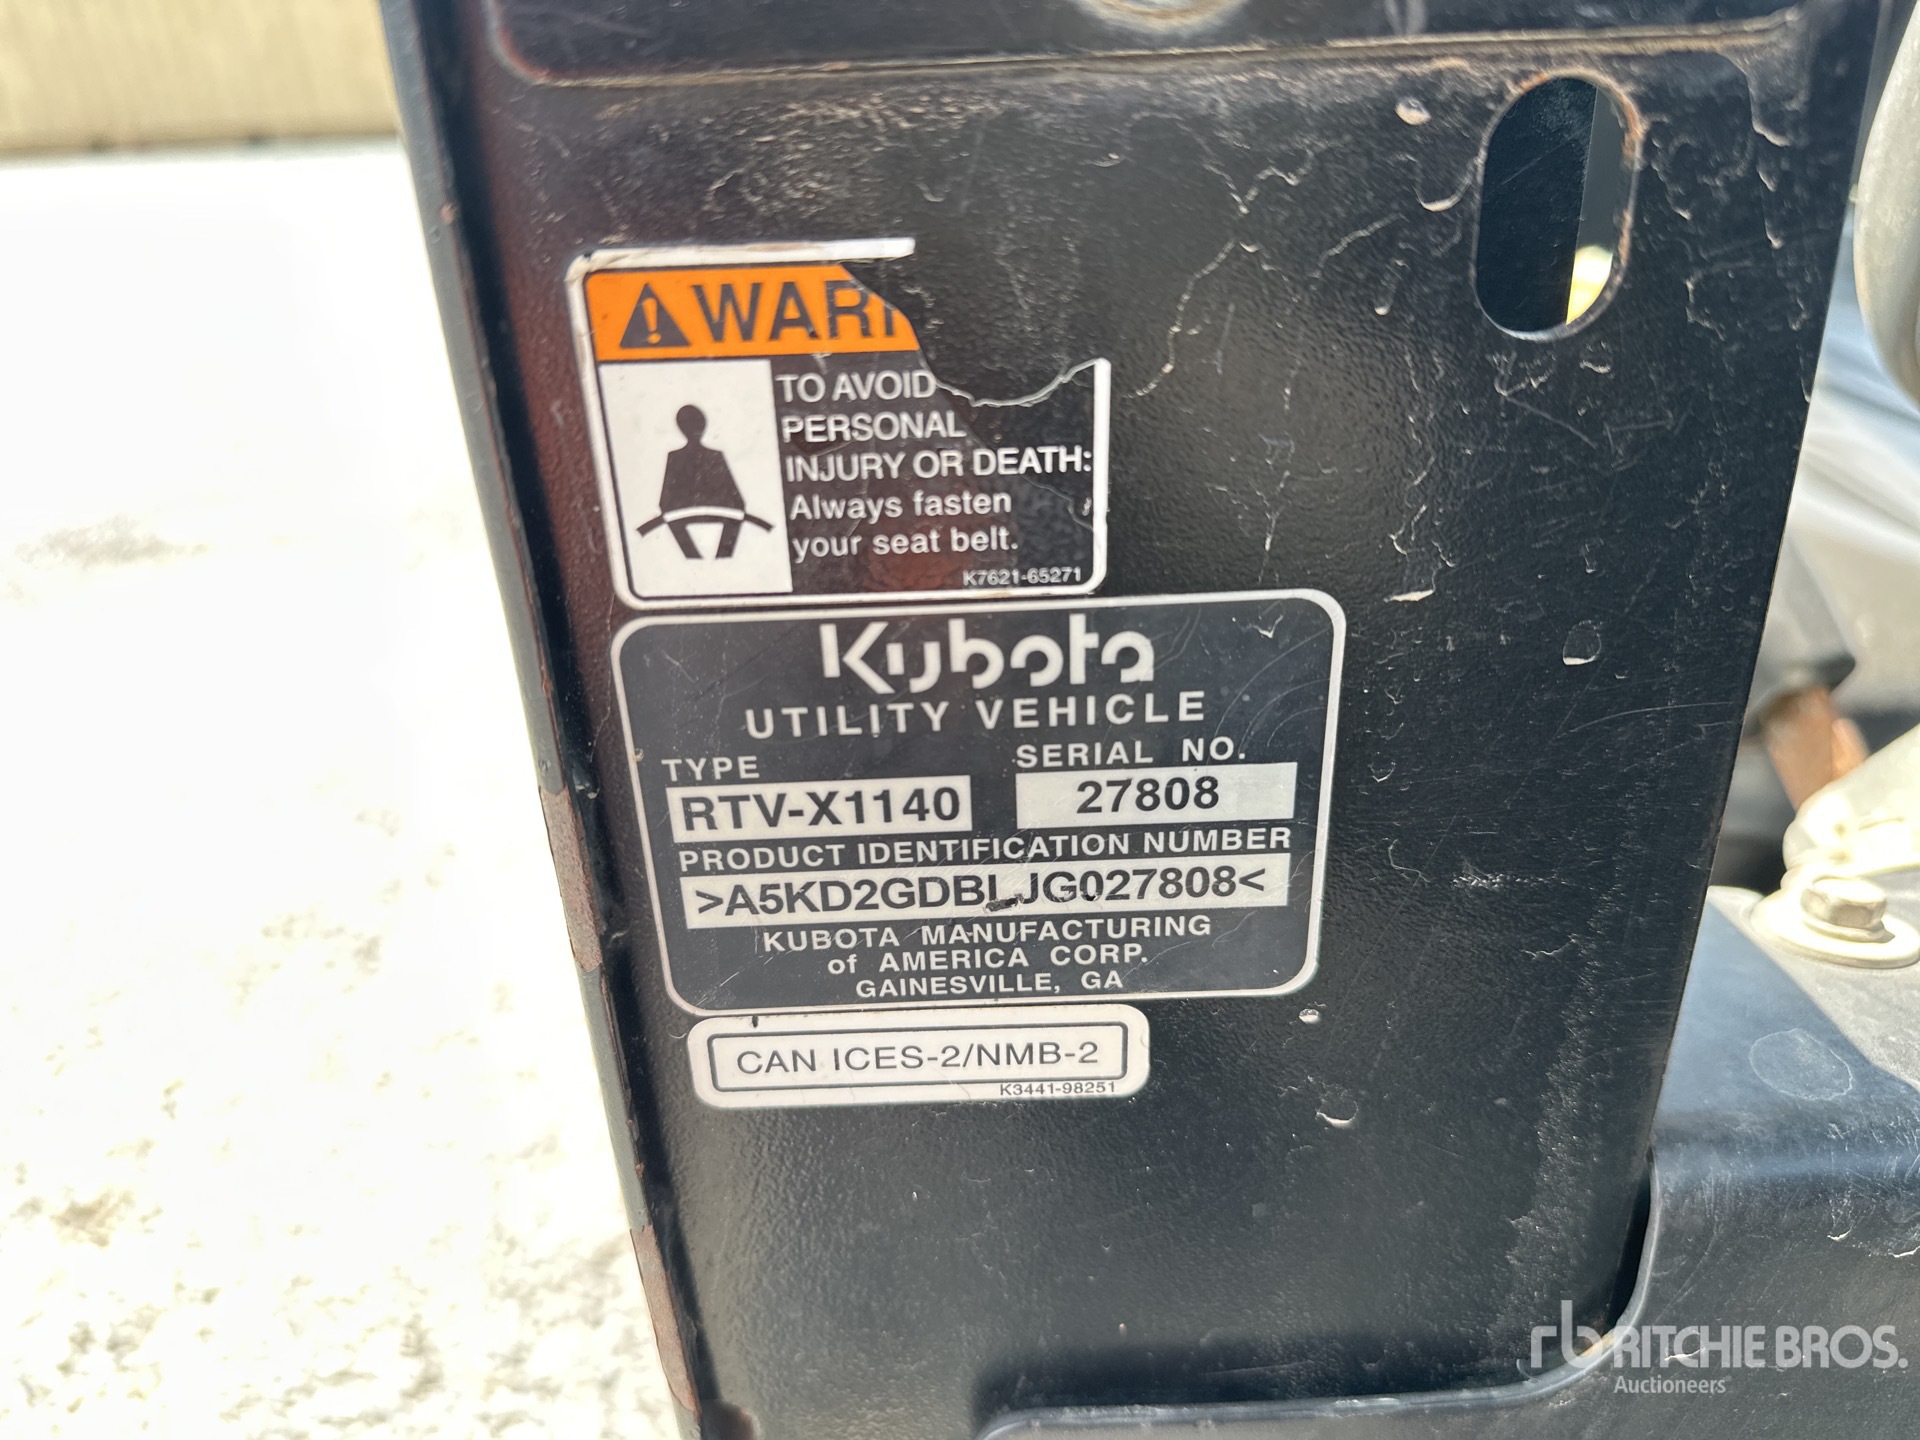 WARN
TO AVOID
PERSONAL
INJURY OR DEATH:
Always fasten
your seat belt.
K7621-65271
Kubota
UTILITY VEHICLE
TYPE SERIAL NO.
RTV-X1140 27808
PRODUCT IDENTIFICATION NUMBER
>A5KD2GDBLJG027808<
KUBOTA MANUFACTURING
of AMERICA CORP.
GAINESVILLE, GA
CAN ICES-2/NMB-2
K3441-98251
rb RITCHIE BROS.
Auctioneers